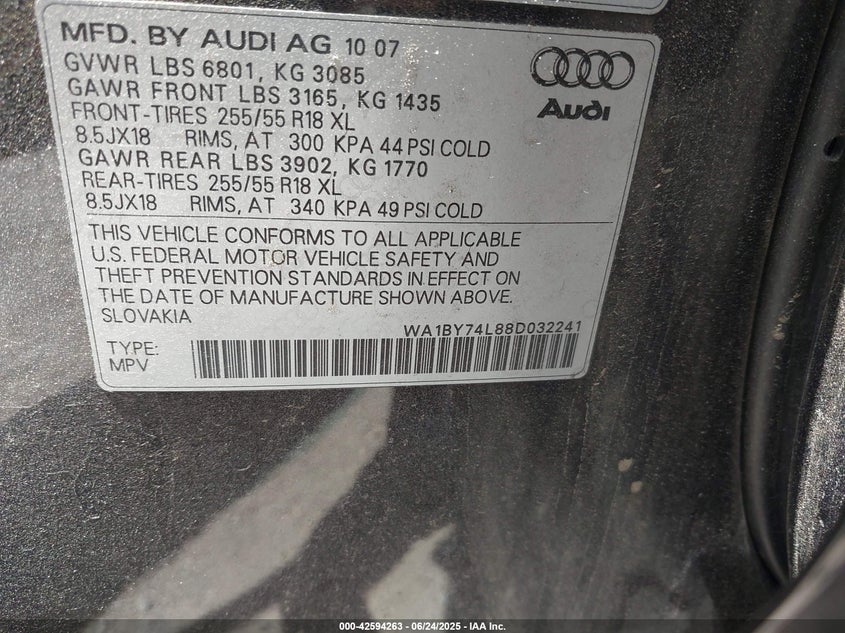 MFD. BY AUDI AG 10 07
GVWR LBS 6801, KG 3085
GAWR FRONT LBS 3165, KG 1435
FRONT-TIRES 255/55 R18 XL
8.5JX18 RIMS, AT 300 KPA 44 PSI COLD
GAWR REAR LBS 3902, KG 1770
REAR-TIRES 255/55 R18 XL
8.5JX18 RIMS, AT 340 KPA 49 PSI COLD
Audi
THIS VEHICLE CONFORMS TO ALL APPLICABLE
U.S. FEDERAL MOTOR VEHICLE SAFETY AND
THEFT PREVENTION STANDARDS IN EFFECT ON
THE DATE OF MANUFACTURE SHOWN ABOVE.
SLOVAKIA
WA1BY74L88D032241
TYPE:
MPV
000-42594263 - 06/24/2025 - IAA Inc.